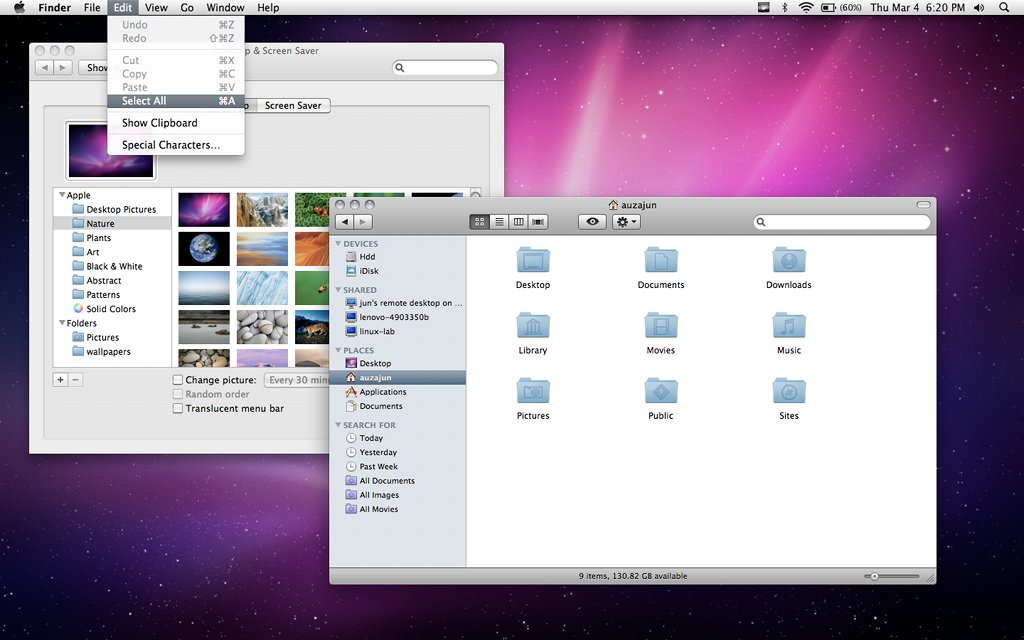 Finder File Edit View Go Window Help (60%) Thu Mar 4 6:20 PM
Undo ⌘Z
Redo ⇧⌘Z
Cut ⌘X
Copy ⌘C
Paste ⌘V
Select All ⌘A
Show Clipboard
Special Characters...
& Screen Saver
Screen Saver
Apple
Desktop Pictures
Nature
Plants
Art
Black & White
Abstract
Patterns
Solid Colors
Folders
Pictures
wallpapers
+ −
Change picture: Every 30
Random order
Translucent menu bar
auzajun
DEVICES
Hdd
iDisk
SHARED
jun's remote desktop on ...
lenovo-4903350b
linux-lab
PLACES
Desktop
auzajun
Applications
Documents
SEARCH FOR
Today
Yesterday
Past Week
All Documents
All Images
All Movies
Desktop Documents Downloads
Library Movies Music
Pictures Public Sites
9 items, 130.82 GB available